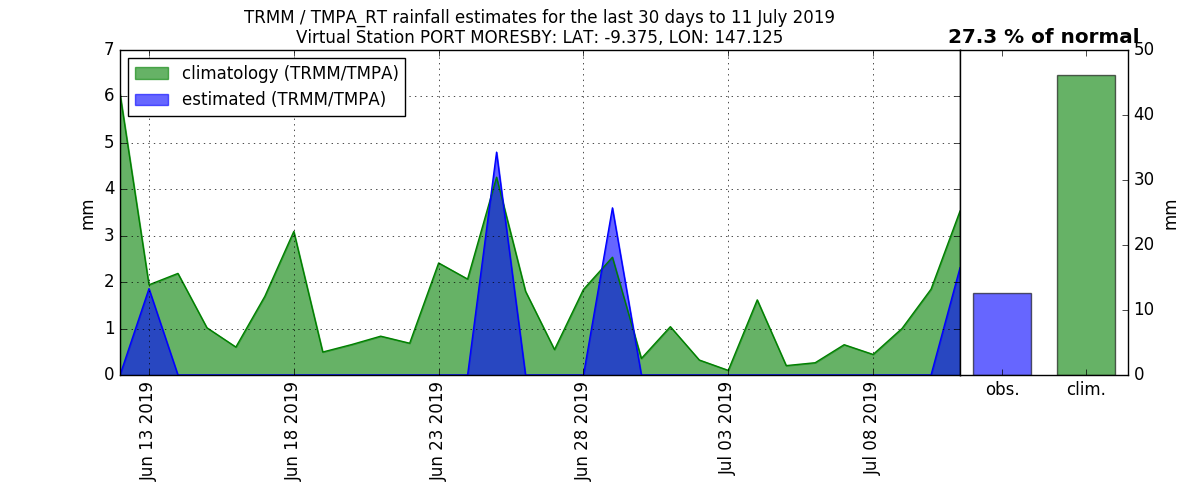 TRMM / TMPA_RT rainfall estimates for the last 30 days to 11 July 2019
Virtual Station PORT MORESBY: LAT: -9.375, LON: 147.125
27.3 % of normal
climatology (TRMM/TMPA)
estimated (TRMM/TMPA)
7
6
5
4
3
2
1
0
mm
Jun 13 2019
Jun 18 2019
Jun 23 2019
Jun 28 2019
Jul 03 2019
Jul 08 2019
obs.
clim.
50
40
30
20
10
0
mm